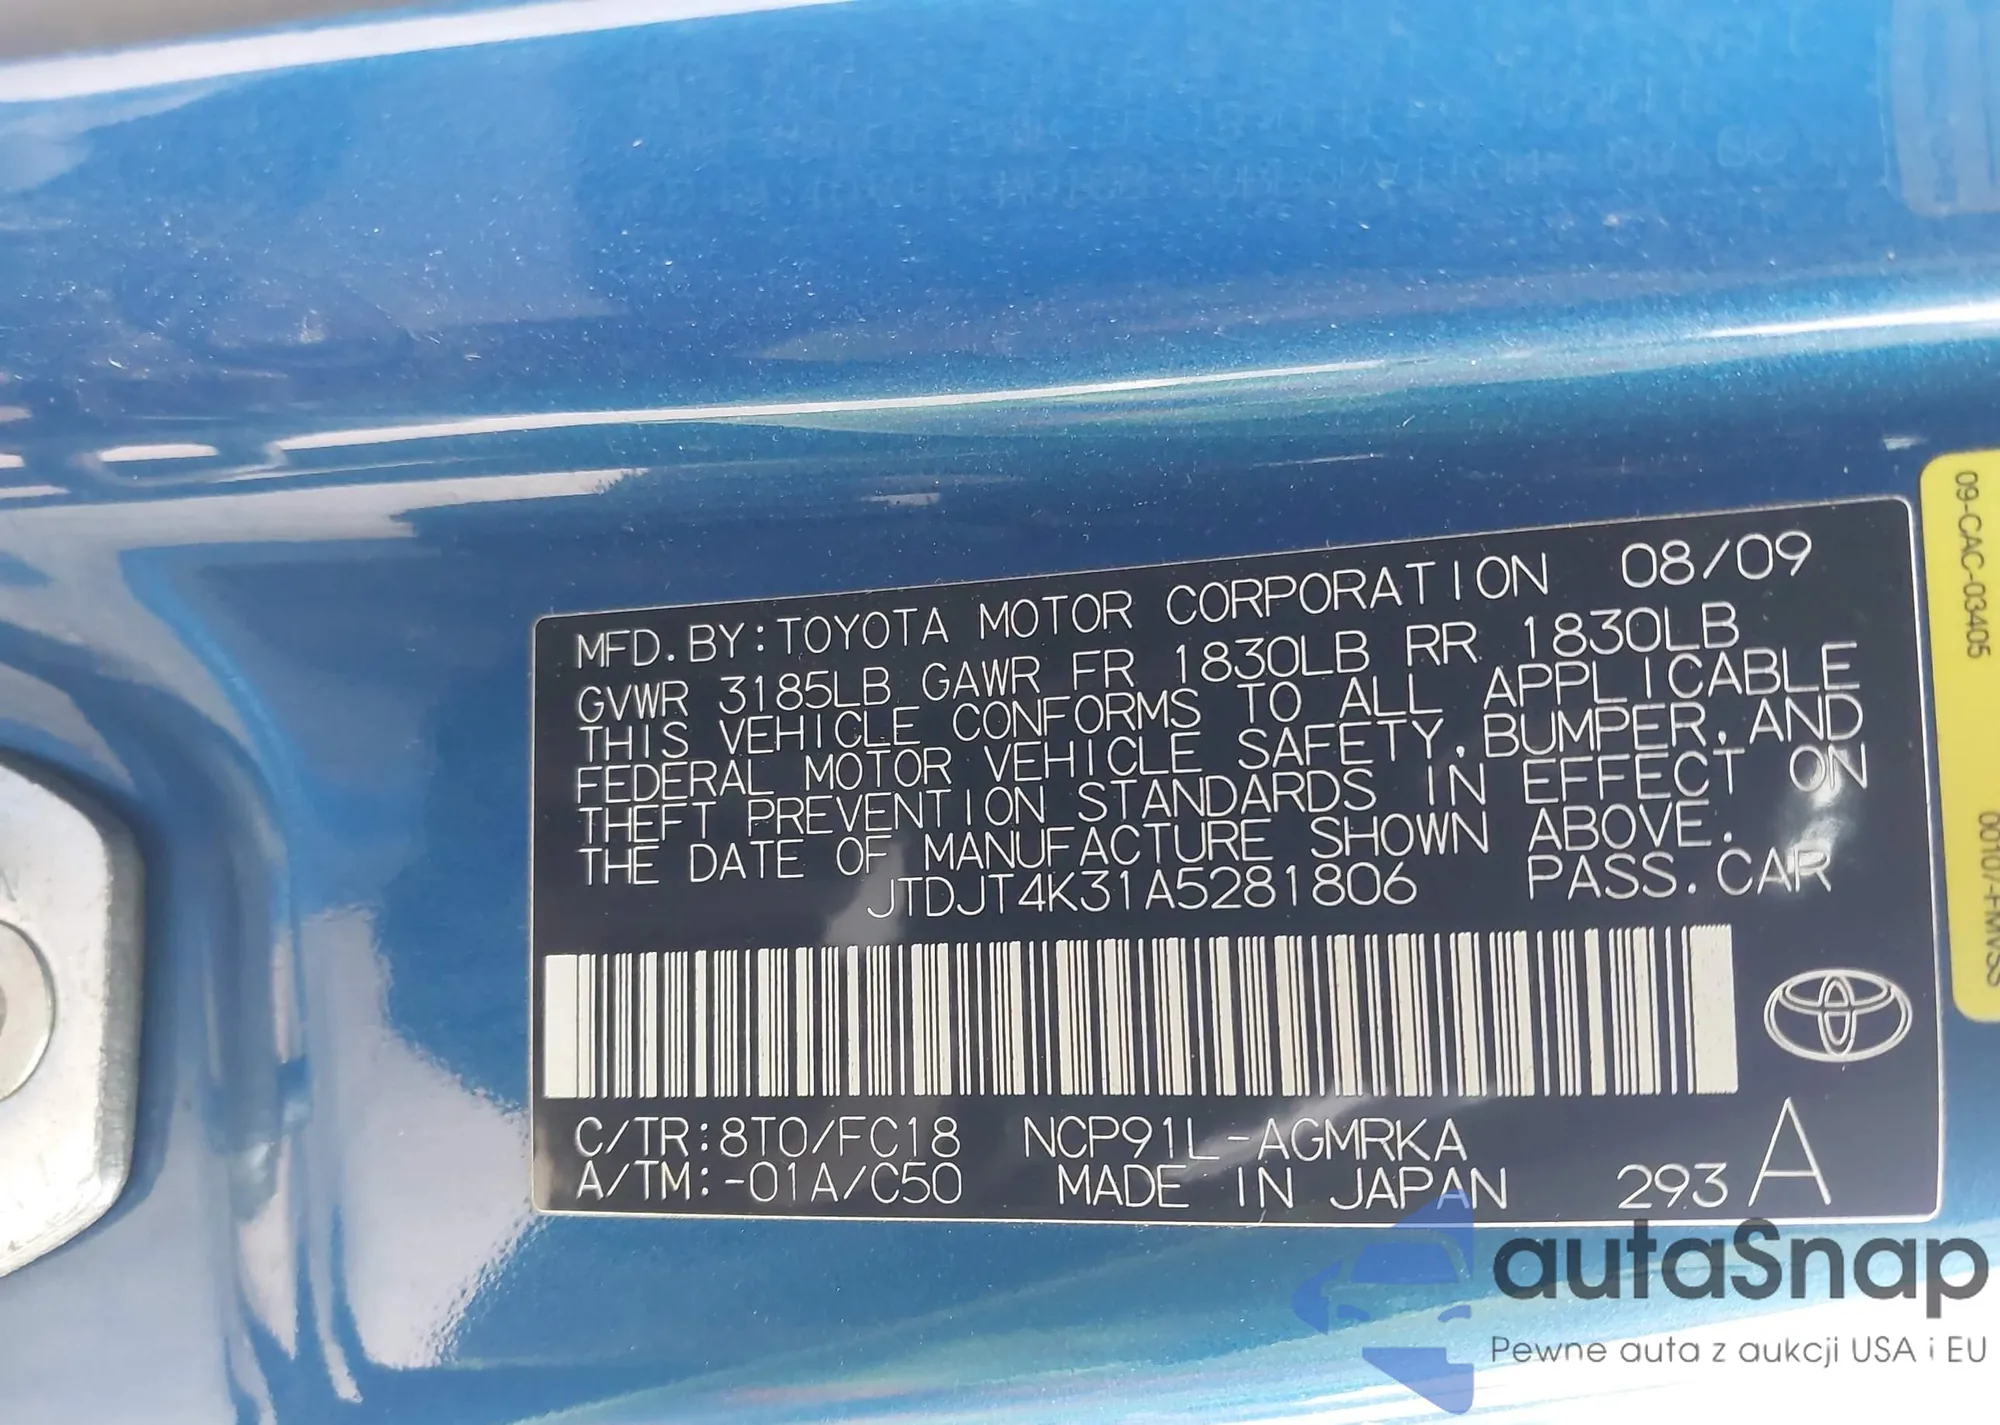 MFD. BY: TOYOTA MOTOR CORPORATION 08/09
GVWR 3185LB GAWR FR 1830LB RR 1830LB
THIS VEHICLE CONFORMS TO ALL APPLICABLE
FEDERAL MOTOR VEHICLE SAFETY, BUMPER, AND
THEFT PREVENTION STANDARDS IN EFFECT ON
THE DATE OF MANUFACTURE SHOWN ABOVE.
JTDJT4K31A5281806 PASS. CAR
C/TR: 8T0/FC18 NCP91L-AGMRKA
A/TM: -01A/C50 MADE IN JAPAN 293 A
09-CAC-03405
00107-FMVSS
autaSnap
Pewne auta z aukcji USA i EU